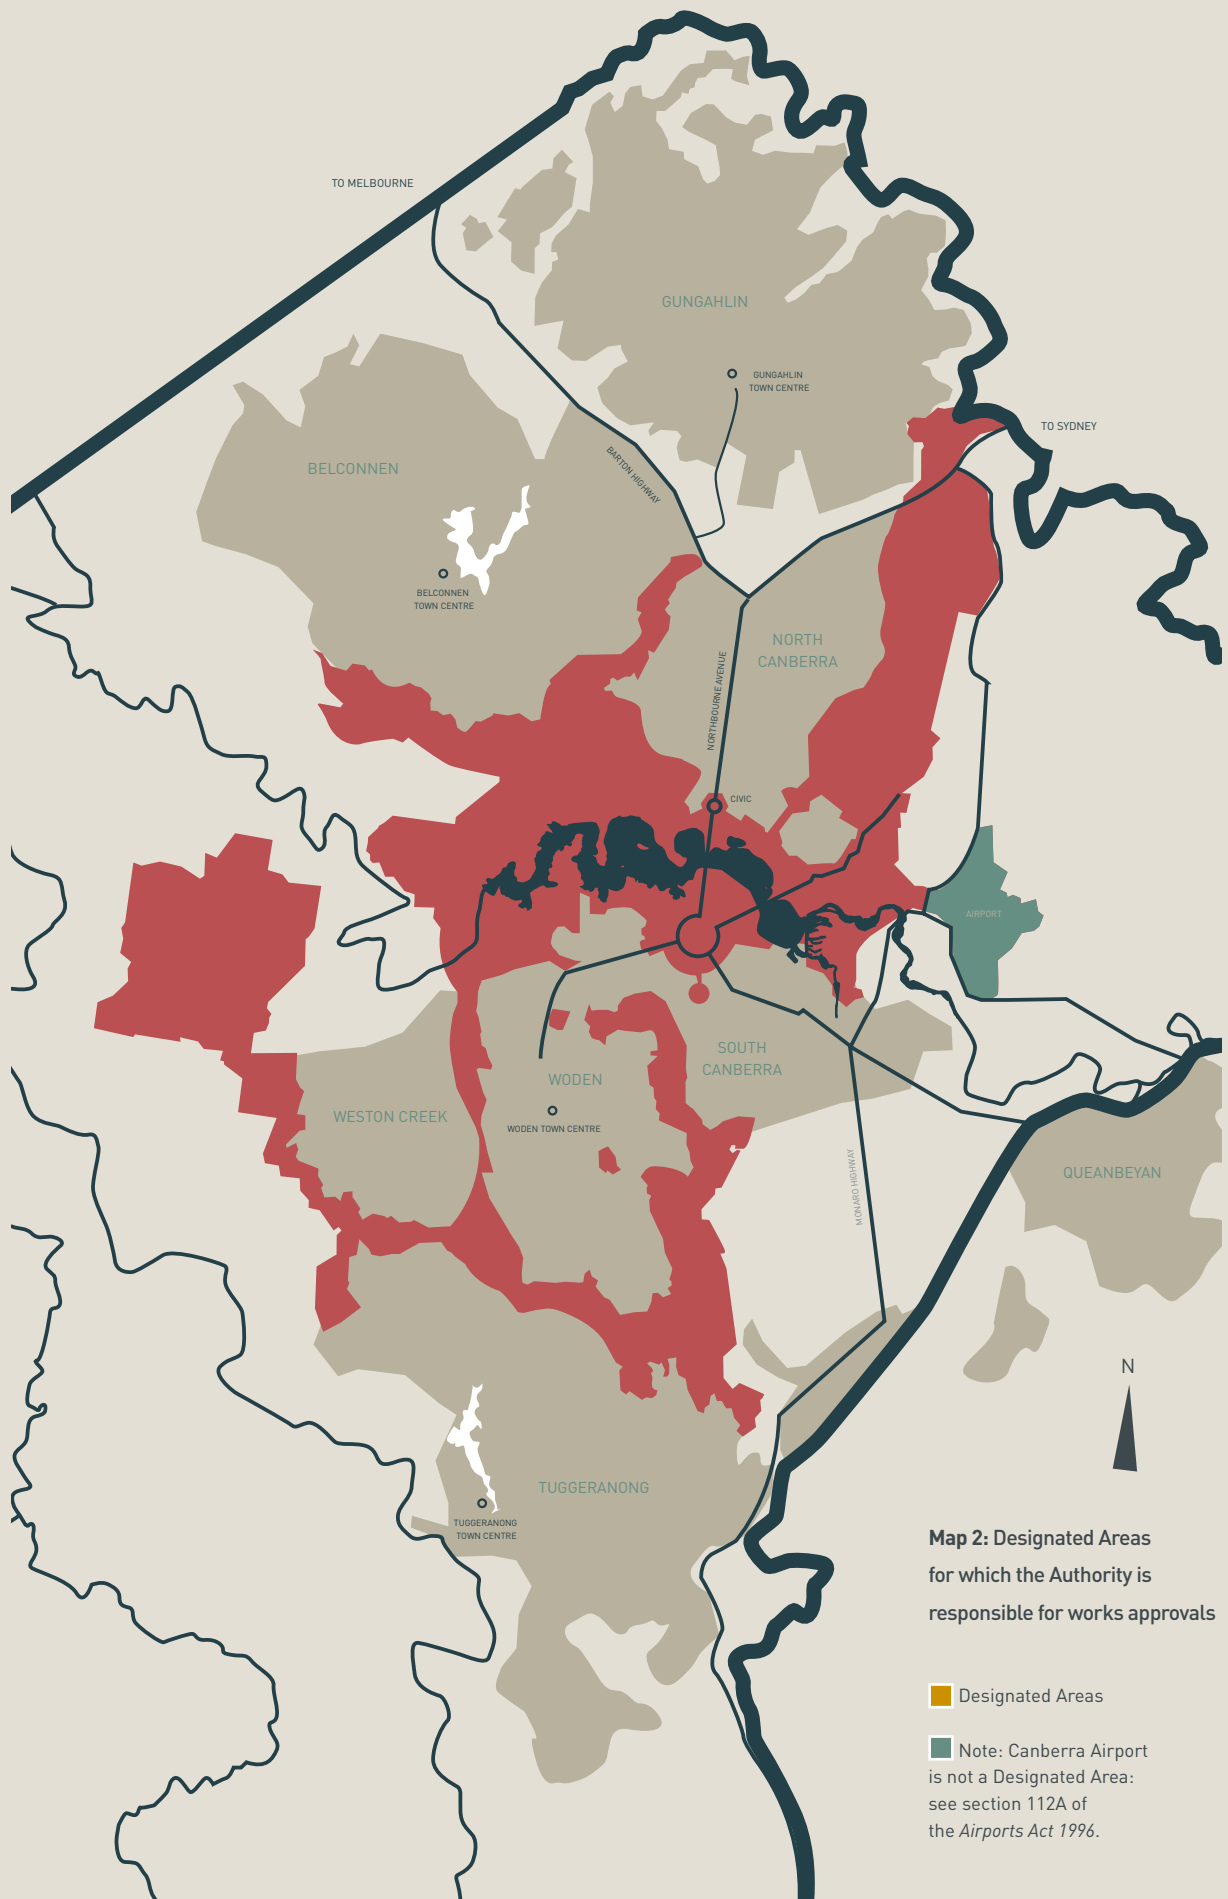 TO MELBOURNE
GUNGAHLIN
GUNGAHLIN
TOWN CENTRE
TO SYDNEY
BELCONNEN
BARTON HIGHWAY
BELCONNEN
TOWN CENTRE
NORTH
CANBERRA
NORTHBOURNE AVENUE
CIVIC
AIRPORT
SOUTH
CANBERRA
WODEN
WESTON CREEK
WODEN TOWN CENTRE
MONARO HIGHWAY
QUEANBEYAN
N
TUGGERANONG
TUGGERANONG
TOWN CENTRE
Map 2: Designated Areas
for which the Authority is
responsible for works approvals
Designated Areas
Note: Canberra Airport
is not a Designated Area:
see section 112A of
the Airports Act 1996.